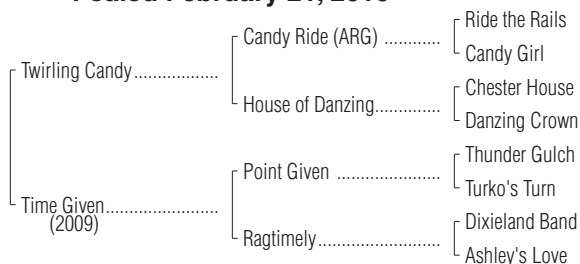 Foaled February
Ride the Rails
Candy Ride (ARG) ............
Candy Girl
Twirling Candy..................
Chester House
House of Danzing..............
Danzing Crown
Thunder Gulch
Point Given ......................
Turko's Turn
Time Given........................
(2009)
Dixieland Band
Ragtimely..........................
Ashley's Love